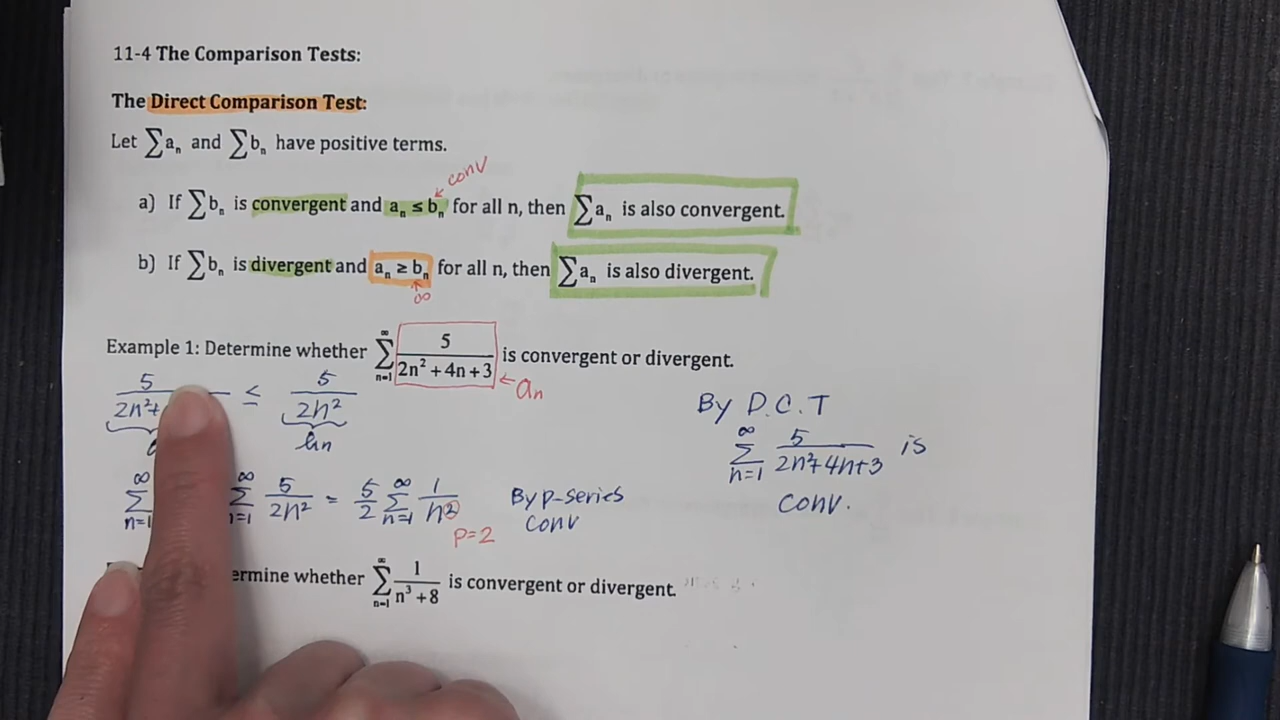 11-4 The Comparison Tests:
The Direct Comparison Test:
Let ∑aₙ and ∑bₙ have positive terms.
conv
a) If ∑bₙ is convergent and aₙ ≤ bₙ for all n, then ∑aₙ is also convergent.
b) If ∑bₙ is divergent and aₙ ≥ bₙ for all n, then ∑aₙ is also divergent.
∞
Example 1: Determine whether ∑_{n=1}^{∞} 5/(2n² + 4n + 3) is convergent or divergent.
← aₙ
5/(2n²+ ≤ 5/(2n²)
bn
∑_{n=1}^{∞} ∑_{n=1}^{∞} 5/(2n²) = 5/2 ∑_{n=1}^{∞} 1/n² By p-series
conv
p=2
By D.C.T
∑_{n=1}^{∞} 5/(2n²+4n+3) is
conv.
whether ∑_{n=1}^{∞} 1/(n³ + 8) is convergent or divergent.